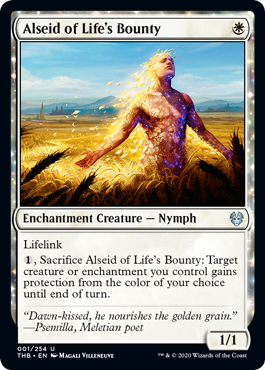 Alseid of Life's Bounty
Enchantment Creature — Nymph
Lifelink
1, Sacrifice Alseid of Life's Bounty: Target
creature or enchantment you control gains
protection from the color of your choice
until end of turn.
"Dawn-kissed, he nourishes the golden grain."
—Psemilla, Meletian poet
1/1
001/254 U
THB • EN Magali Villeneuve
™ & © 2020 Wizards of the Coast